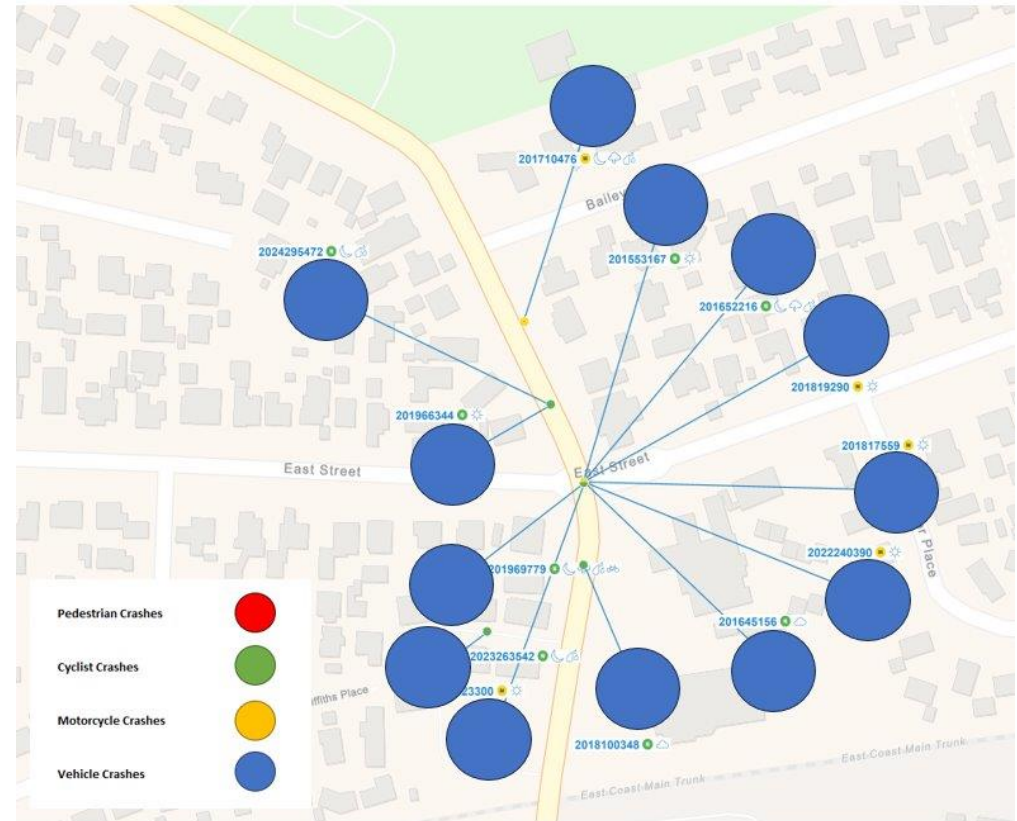 201710476
Bailey
201553167
2024295472
201652216
201819290
201966344
201817559
East Street
East Street
2022240390
Place
201969779
201645156
2023263542
23300
Place
2018100348
East Coast Main Trunk
East Coast Main Trunk
Pedestrian Crashes
Cyclist Crashes
Motorcycle Crashes
Vehicle Crashes